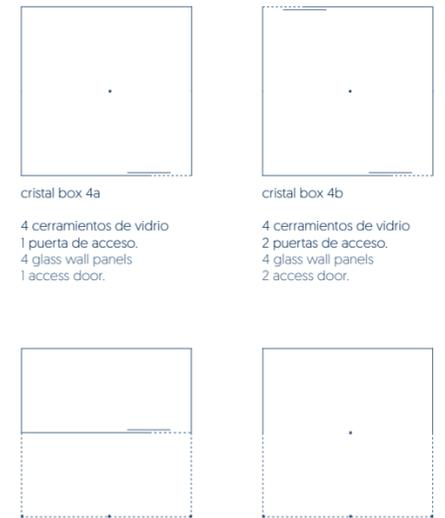 cristal box 4a
4 cerramientos de vidrio
1 puerta de acceso.
4 glass wall panels
1 access door.
cristal box 4b
4 cerramientos de vidrio
2 puertas de acceso.
4 glass wall panels
2 access door.